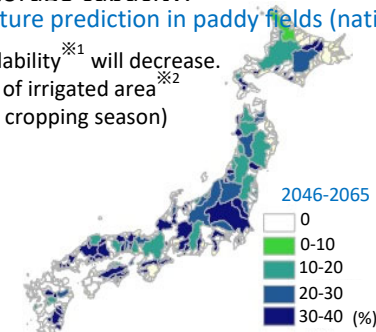 ture prediction in paddy fields (nati
lability※1 will decrease.
of irrigated area※2
cropping season)
2046-2065
0
0-10
10-20
20-30
30-40 (%)